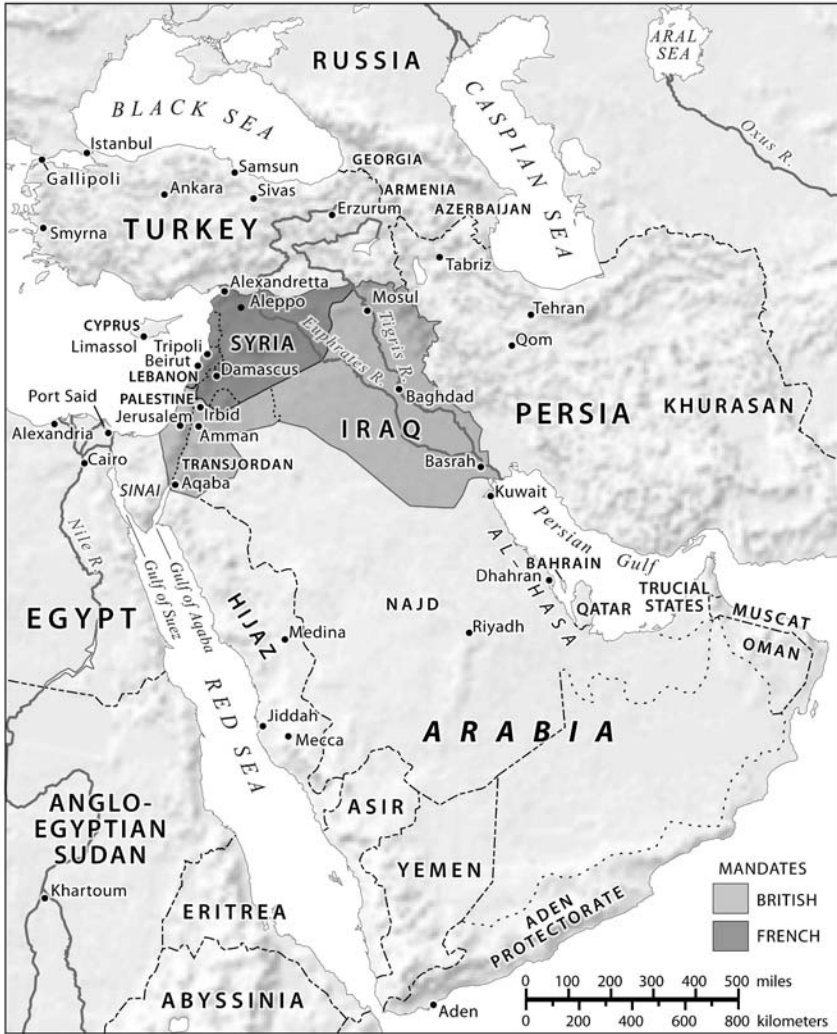 RUSSIA
ARAL
SEA
BLACK SEA
CASPIAN SEA
Oxus R.
Istanbul
Gallipoli
Samsun
GEORGIA
Ankara
Sivas
ARMENIA
Erzurum
AZERBAIJAN
TURKEY
Smyrna
Tabriz
Alexandretta
Aleppo
Mosul
Tehran
CYPRUS
Limassol
Tripoli
SYRIA
Euphrates R.
Tigris R.
Qom
Beirut
LEBANON
Damascus
Port Said
PALESTINE
Irbid
Baghdad
PERSIA
KHURASAN
Jerusalem
Amman
IRAQ
Alexandria
Cairo
TRANSJORDAN
Basrah
SINAI
Aqaba
Kuwait
Nile R.
Persian Gulf
AL-HASA
BAHRAIN
Dhahran
Gulf of Suez
Gulf of Aqaba
HIJAZ
NAJD
QATAR
TRUCIAL
STATES
MUSCAT
EGYPT
Medina
Riyadh
OMAN
RED SEA
Jiddah
Mecca
ARABIA
ANGLO-
EGYPTIAN
SUDAN
ASIR
YEMEN
Khartoum
ERITREA
ADEN
PROTECTORATE
ABYSSINIA
Aden
MANDATES
BRITISH
FRENCH
0 100 200 300 400 500 miles
0 200 400 600 800 kilometers